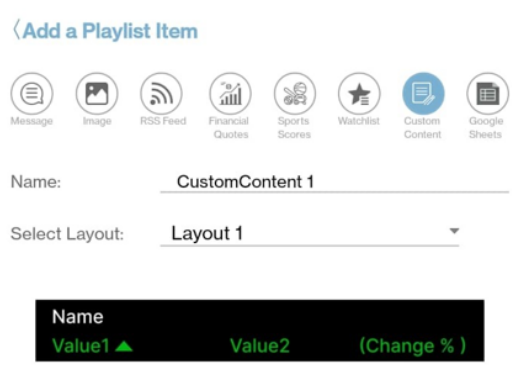 〈Add a Playlist Item
Message Image RSS Feed Financial Quotes Sports Scores Watchlist Custom Content Google Sheets
Name: CustomContent 1
Select Layout: Layout 1
Name
Value1 ▲ Value2 (Change % )